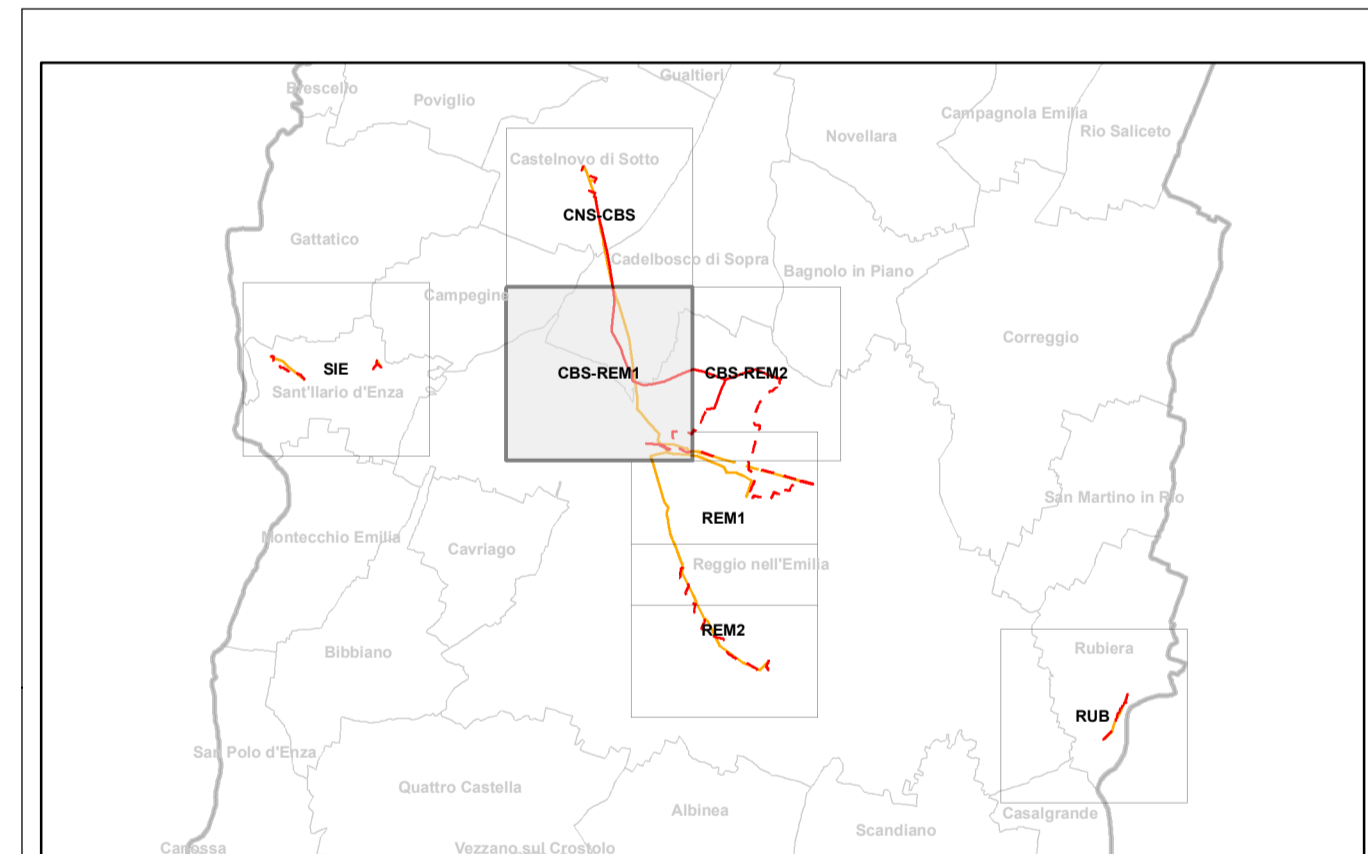 Gualtieri
Brescello
Poviglio
Campagnola Emilia
Novellara
Rio Saliceto
Castelnovo di Sotto
CNS-CBS
Gattatico
Cadelbosco di Sopra
Bagnolo in Piano
Campegine
Correggio
SIE
CBS-REM1
CBS-REM2
Sant'Ilario d'Enza
San Martino in Rio
REM1
Montecchio Emilia
Cavriago
Reggio nell'Emilia
REM2
Bibbiano
Rubiera
RUB
San Polo d'Enza
Quattro Castella
Albinea
Casalgrande
Scandiano
Canossa
Vezzano sul Crostolo